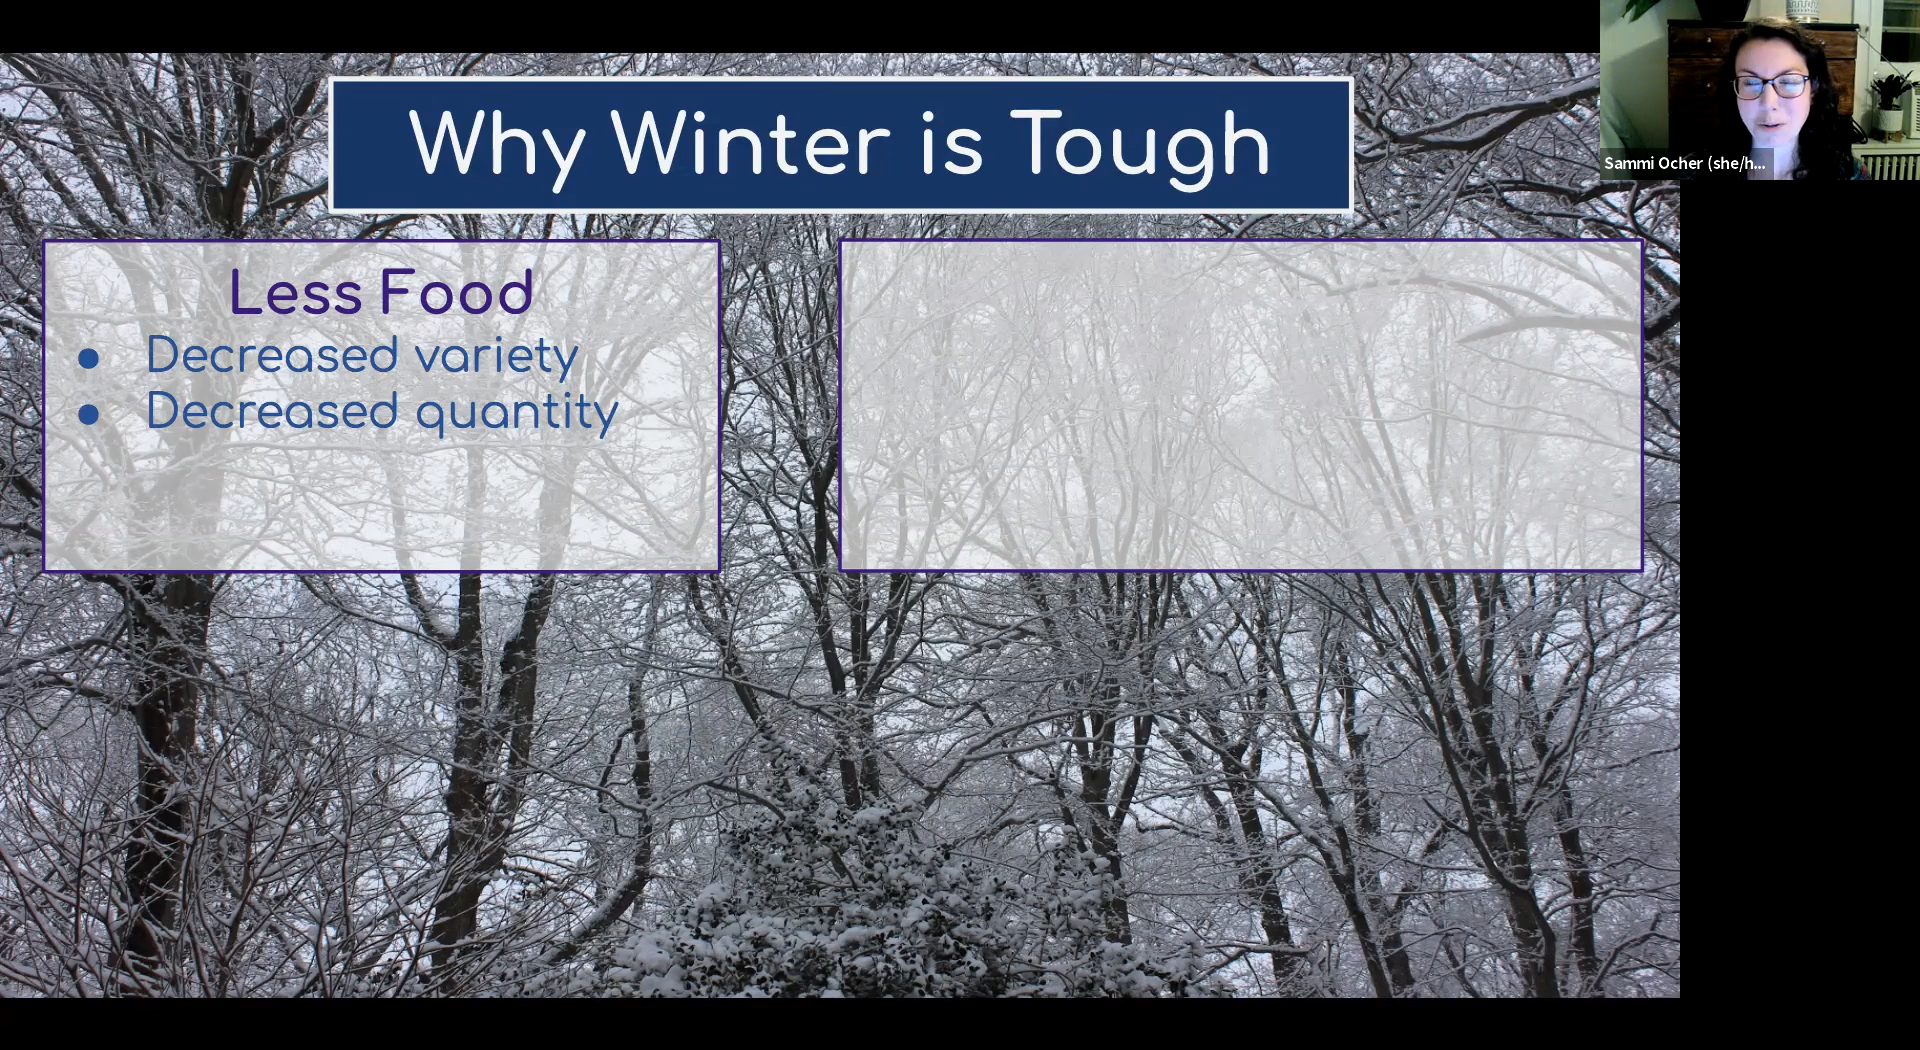 Why Winter is Tough
Sammi Ocher (she/h...
Less Food
● Decreased variety
● Decreased quantity